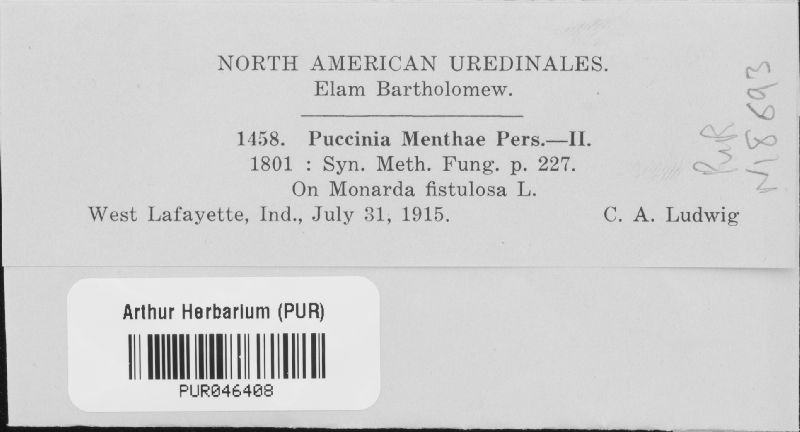 NORTH AMERICAN UREDINALES.
Elam Bartholomew.
1458. Puccinia Menthae Pers.—II.
1801 : Syn. Meth. Fung. p. 227.
On Monarda fistulosa L.
West Lafayette, Ind., July 31, 1915. C. A. Ludwig
PUR
N18693
Arthur Herbarium (PUR)
PUR046408